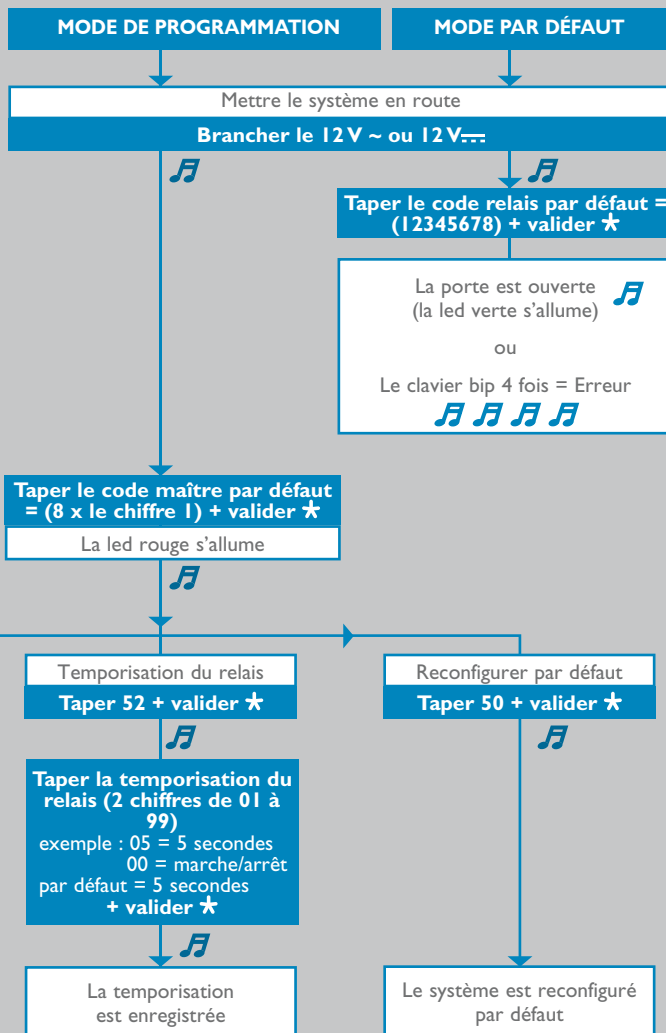 MODE DE PROGRAMMATION
MODE PAR DÉFAUT
Mettre le système en route
Brancher le 12 V ~ ou 12 V⎓
Taper le code relais par défaut =
(12345678) + valider *
La porte est ouverte
(la led verte s'allume)
ou
Le clavier bip 4 fois = Erreur
Taper le code maître par défaut
= (8 x le chiffre 1) + valider *
La led rouge s'allume
Temporisation du relais
Taper 52 + valider *
Taper la temporisation du
relais (2 chiffres de 01 à
99)
exemple : 05 = 5 secondes
00 = marche/arrêt
par défaut = 5 secondes
+ valider *
La temporisation
est enregistrée
Reconfigurer par défaut
Taper 50 + valider *
Le système est reconfiguré
par défaut